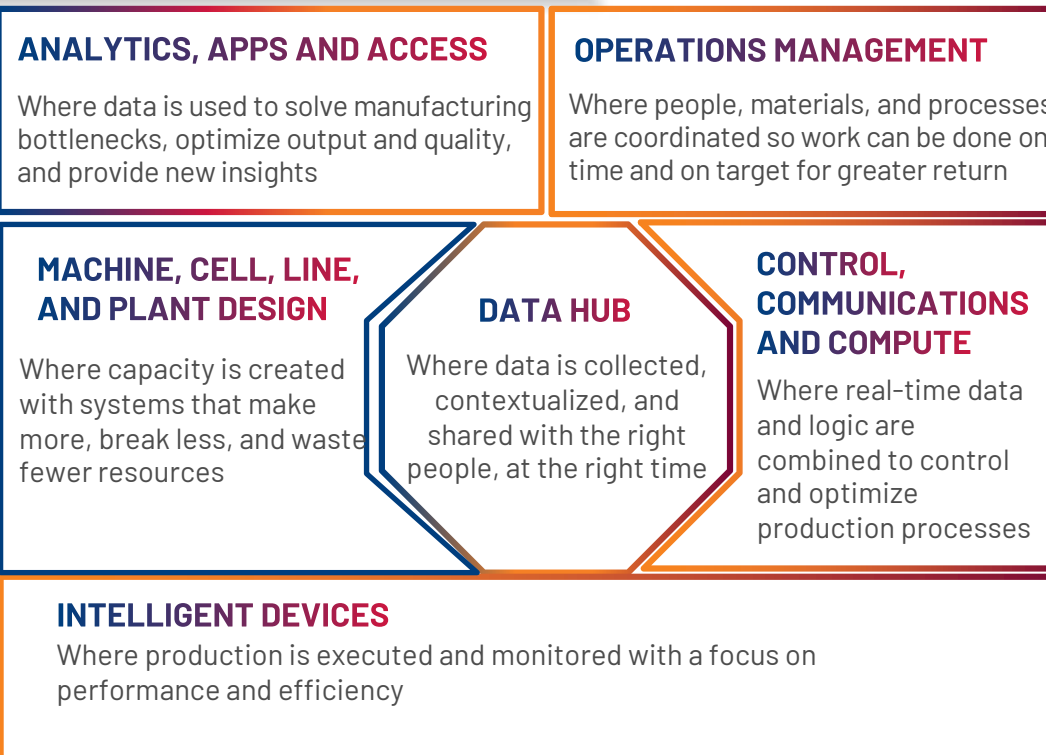 ANALYTICS, APPS AND ACCESS
Where data is used to solve manufacturing
bottlenecks, optimize output and quality,
and provide new insights
OPERATIONS MANAGEMENT
Where people, materials, and processes
are coordinated so work can be done on
time and on target for greater return
MACHINE, CELL, LINE,
AND PLANT DESIGN
Where capacity is created
with systems that make
more, break less, and waste
fewer resources
DATA HUB
Where data is collected,
contextualized, and
shared with the right
people, at the right time
CONTROL,
COMMUNICATIONS
AND COMPUTE
Where real-time data
and logic are
combined to control
and optimize
production processes
INTELLIGENT DEVICES
Where production is executed and monitored with a focus on
performance and efficiency